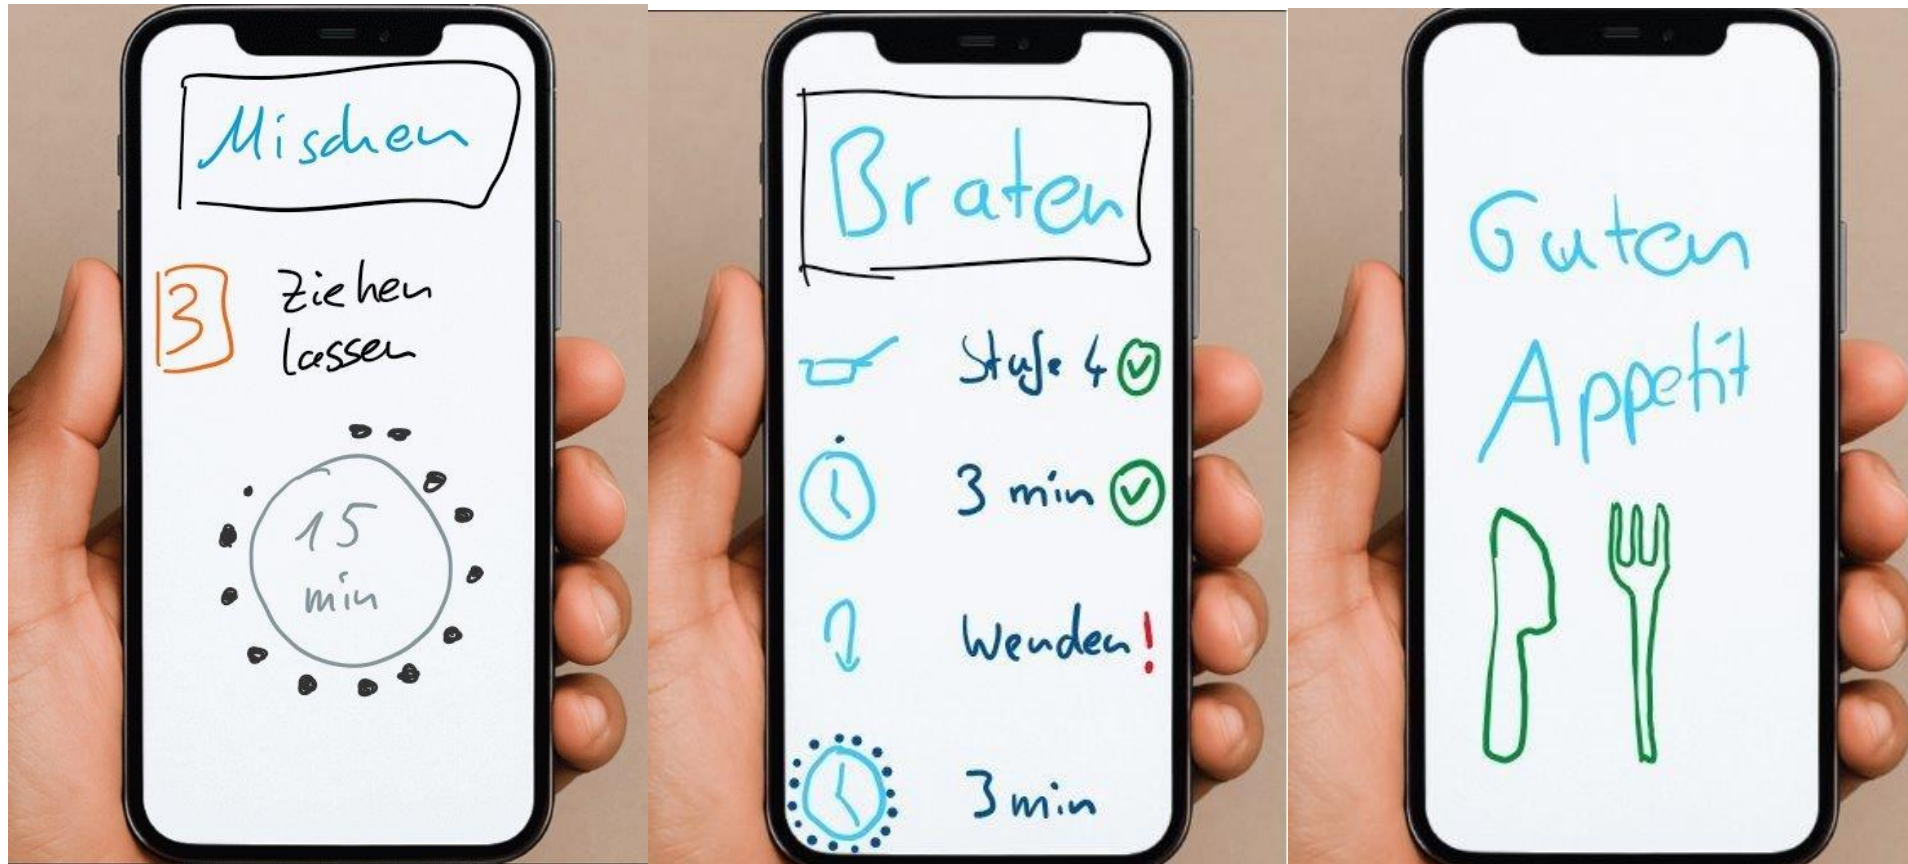 Mischen
3 Ziehen
lassen
15
min
Braten
Stufe 4
3 min
Wenden!
3 min
Guten
Appetit